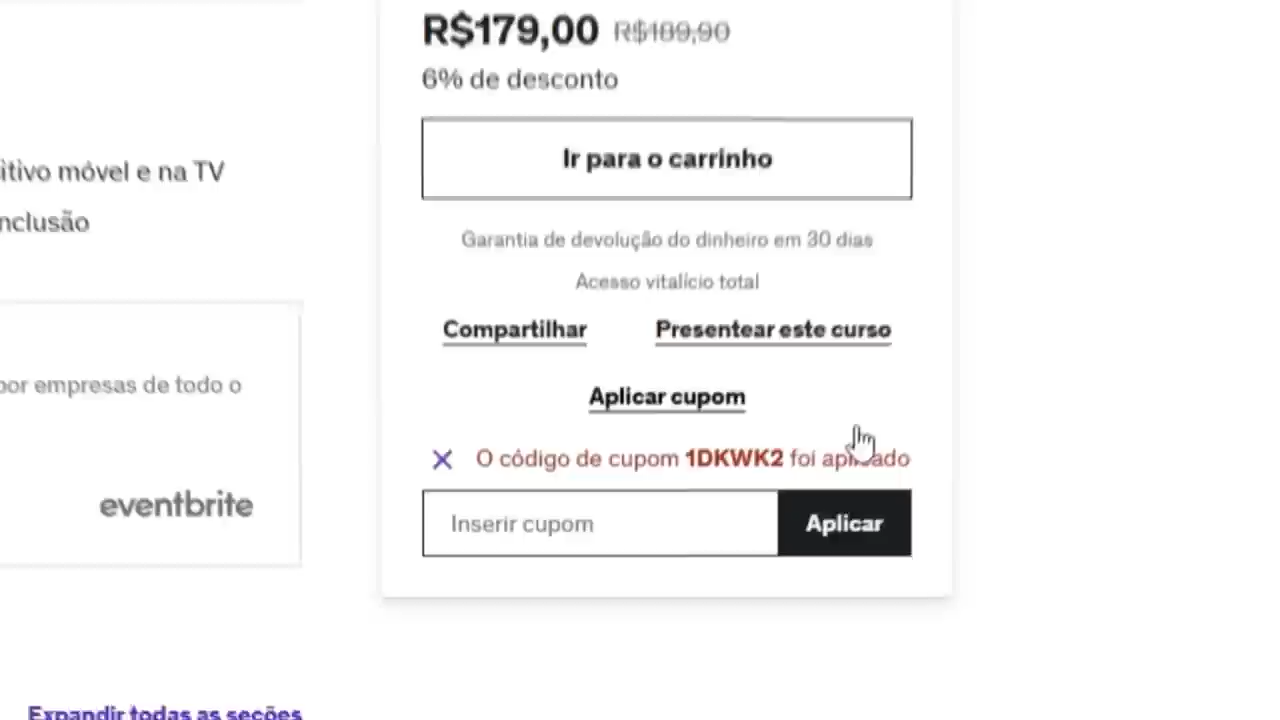 R$179,00 R$189,90
6% de desconto
Ir para o carrinho
itivo móvel e na TV
nclusão
Garantia de devolução do dinheiro em 30 dias
Acesso vitalício total
Compartilhar Presentear este curso
por empresas de todo o
Aplicar cupom
O código de cupom 1DKWK2 foi aplicado
eventbrite
Inserir cupom Aplicar
Expandir todas as seções